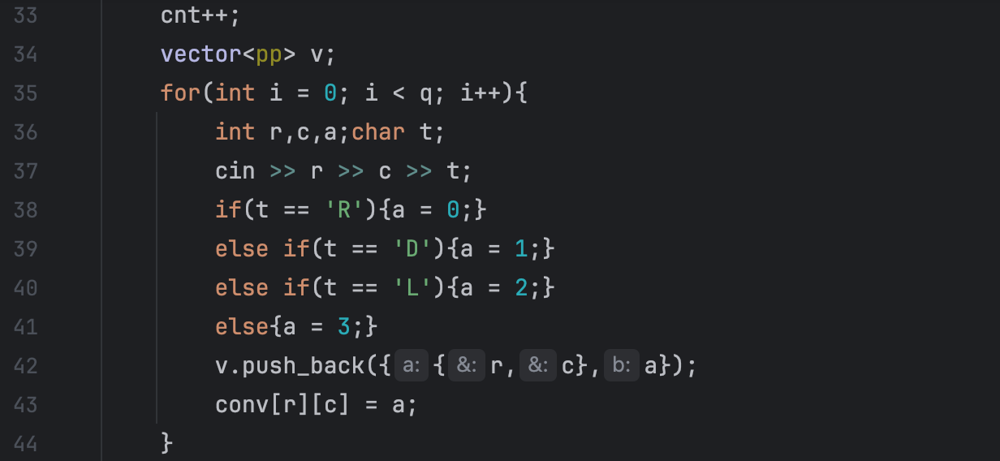 33 cnt++;
34 vector<pp> v;
35 for(int i = 0; i < q; i++){
36 int r,c,a;char t;
37 cin >> r >> c >> t;
38 if(t == 'R'){a = 0;}
39 else if(t == 'D'){a = 1;}
40 else if(t == 'L'){a = 2;}
41 else{a = 3;}
42 v.push_back({ a: { &: r, &: c}, b: a});
43 conv[r][c] = a;
44 }